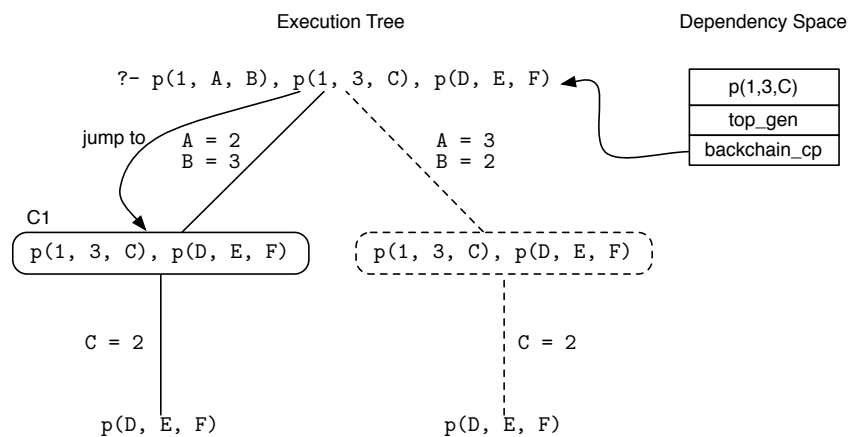 Execution Tree
Dependency Space
?- p(1, A, B), p(1, 3, C), p(D, E, F)
p(1,3,C)
top_gen
backchain_cp
jump to
A = 2
B = 3
A = 3
B = 2
C1
p(1, 3, C), p(D, E, F)
p(1, 3, C), p(D, E, F)
C = 2
C = 2
p(D, E, F)
p(D, E, F)